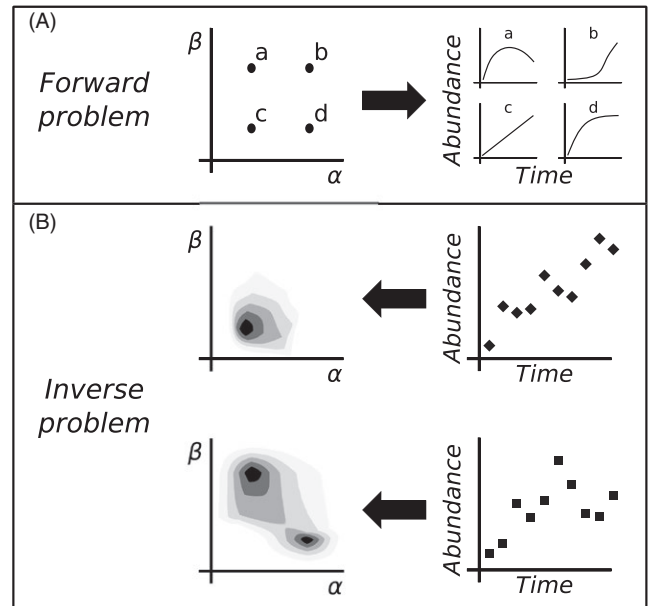 (A)
Forward
problem
β
a
b
c
d
α
Abundance
a
b
c
d
Time
(B)
Inverse
problem
β
α
Abundance
Time
β
α
Abundance
Time